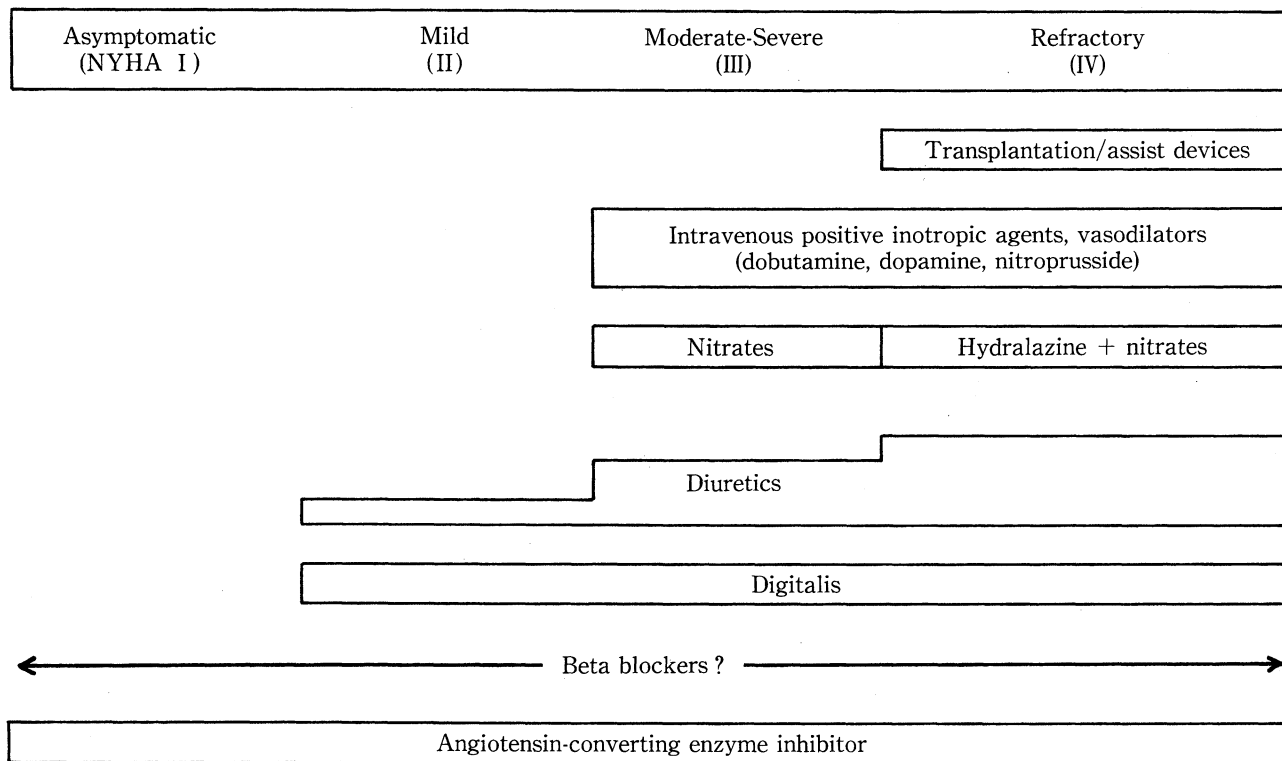 Asymptomatic
(NYHA I)
Mild
(II)
Moderate-Severe
(III)
Refractory
(IV)
Transplantation/assist devices
Intravenous positive inotropic agents, vasodilators
(dobutamine, dopamine, nitroprusside)
Nitrates
Hydralazine + nitrates
Diuretics
Digitalis
Beta blockers ?
Angiotensin-converting enzyme inhibitor